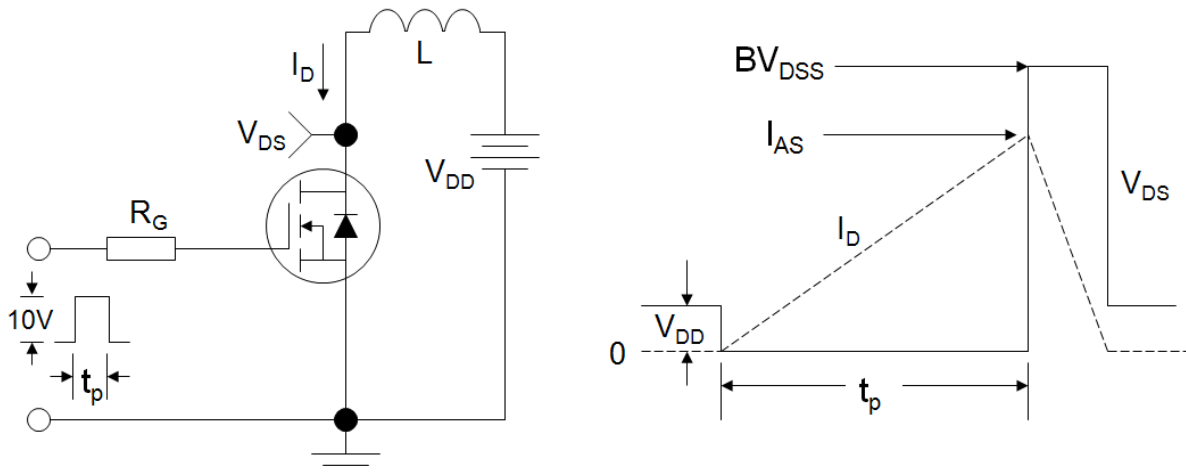 L
I_D
V_DS
V_DD
R_G
10V
t_p
BV_DSS
I_AS
V_DS
I_D
V_DD
0
t_p